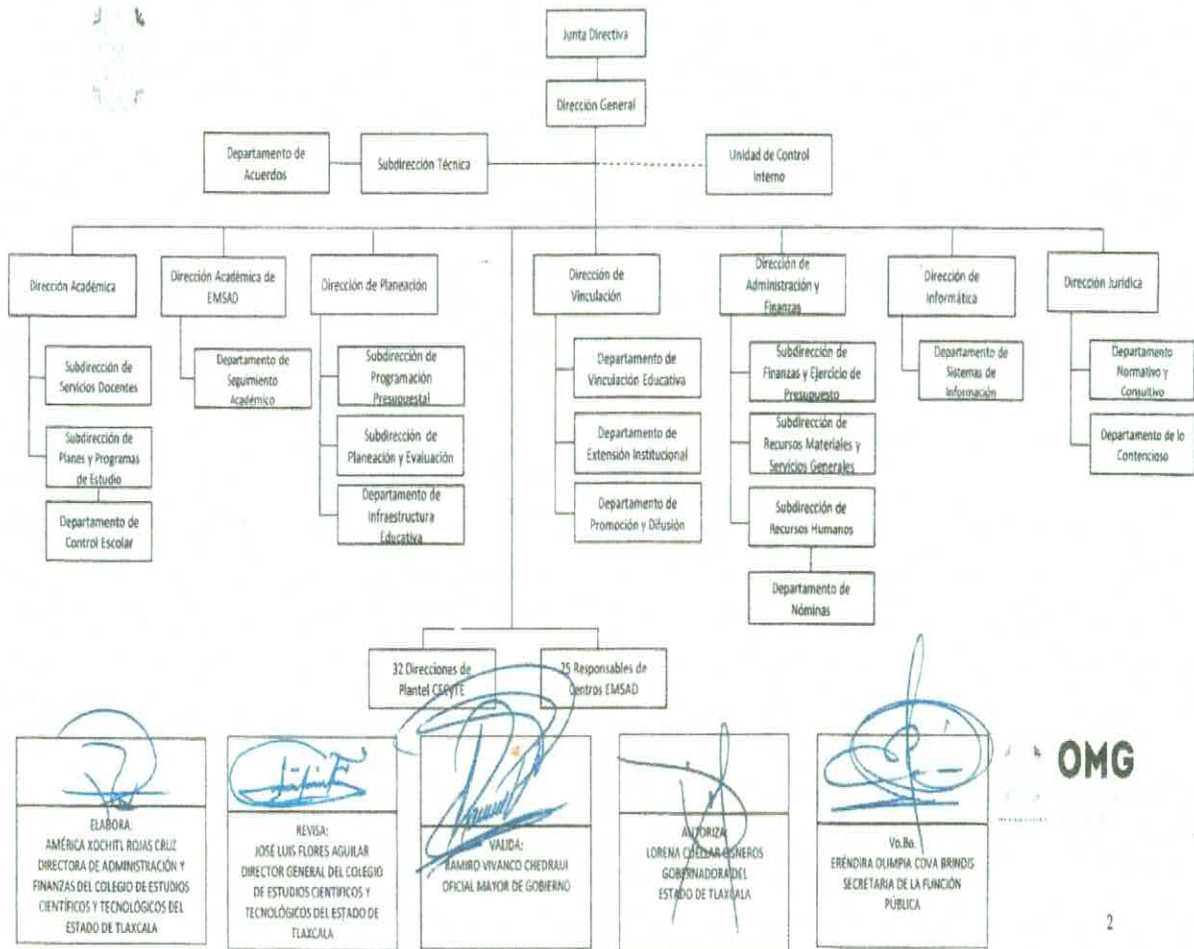 Junta Directiva
Dirección General
Departamento de
Acuerdos
Subdirección Técnica
Unidad de Control
Interno
Dirección Académica
Dirección Académica de
EMSAD
Dirección de Planeación
Dirección de
Vinculación
Dirección de
Administración y
Finanzas
Dirección de
Informática
Dirección Jurídica
Subdirección de
Servicios Docentes
Subdirección de
Planes y Programas
de Estudio
Departamento de
Control Escolar
Departamento de
Seguimiento
Académico
Subdirección de
Programación
Presupuestal
Subdirección de
Planeación y Evaluación
Departamento de
Infraestructura
Educativa
Departamento de
Vinculación Educativa
Departamento de
Extensión Institucional
Departamento de
Promoción y Difusión
Subdirección de
Finanzas y Ejercicio de
Presupuesto
Subdirección de
Recursos Materiales y
Servicios Generales
Subdirección de
Recursos Humanos
Departamento de
Nóminas
Departamento de
Sistemas de
Información
Departamento
Normativo y
Consultivo
Departamento de lo
Contencioso
32 Direcciones de
Plantel CECyTE
25 Responsables de
Centros EMSAD
ELABORA:
AMÉRICA XOCHITL ROJAS CRUZ
DIRECTORA DE ADMINISTRACIÓN Y
FINANZAS DEL COLEGIO DE ESTUDIOS
CIENTÍFICOS Y TECNOLÓGICOS DEL
ESTADO DE TLAXCALA
REVISA:
JOSÉ LUIS FLORES AGUILAR
DIRECTOR GENERAL DEL COLEGIO
DE ESTUDIOS CIENTIFICOS Y
TECNOLÓGICOS DEL ESTADO DE
TLAXCALA
VALIDA:
RAMIRO VIVANCO CHEDRAUI
OFICIAL MAYOR DE GOBIERNO
AUTORIZA:
LORENA CUÉLLAR CISNEROS
GOBERNADORA DEL
ESTADO DE TLAXCALA
Vo.Bo.
ERÉNDIRA OLIMPIA COVA BRINDIS
SECRETARIA DE LA FUNCIÓN
PÚBLICA
OMG
2